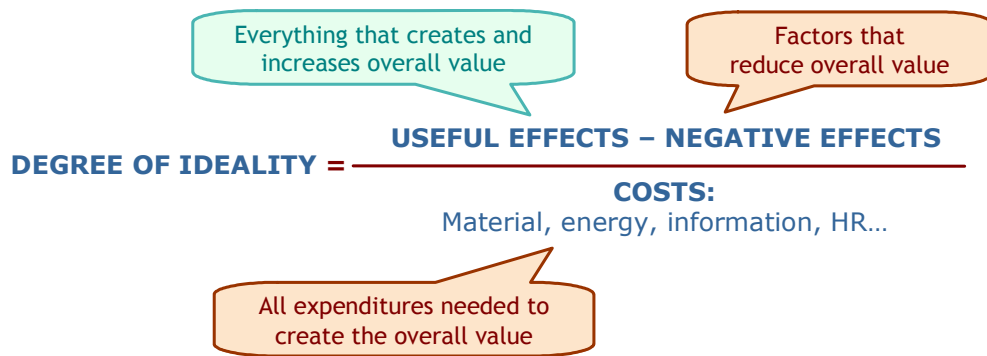 Everything that creates and
increases overall value
Factors that
reduce overall value
USEFUL EFFECTS – NEGATIVE EFFECTS
DEGREE OF IDEALITY =
COSTS:
Material, energy, information, HR…
All expenditures needed to
create the overall value